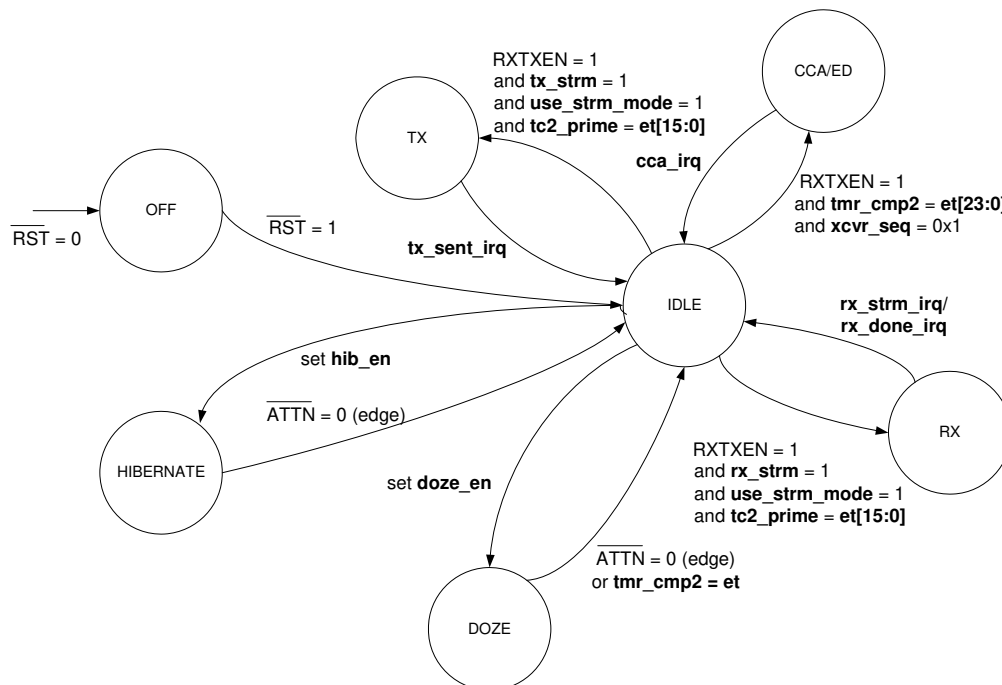 RXTXEN = 1
and tx_strm = 1
and use_strm_mode = 1
and tc2_prime = et[15:0]
CCA/ED
TX
cca_irq
RXTXEN = 1
and tmr_cmp2 = et[23:0]
and xcvr_seq = 0x1
OFF
RST = 0
RST = 1
tx_sent_irq
IDLE
rx_strm_irq/
rx_done_irq
set hib_en
ATTN = 0 (edge)
HIBERNATE
RX
RXTXEN = 1
and rx_strm = 1
and use_strm_mode = 1
and tc2_prime = et[15:0]
set doze_en
ATTN = 0 (edge)
or tmr_cmp2 = et
DOZE